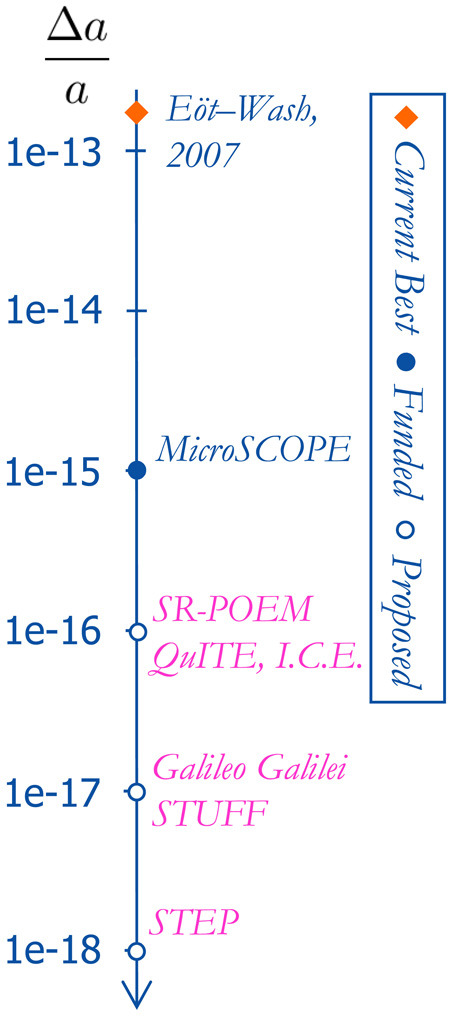 Δa
a
Eöt–Wash,
1e-13
2007
1e-14
MicroSCOPE
1e-15
SR-POEM
1e-16
QuITE, I.C.E.
Galileo Galilei
1e-17
STUFF
STEP
1e-18
Current Best Funded Proposed